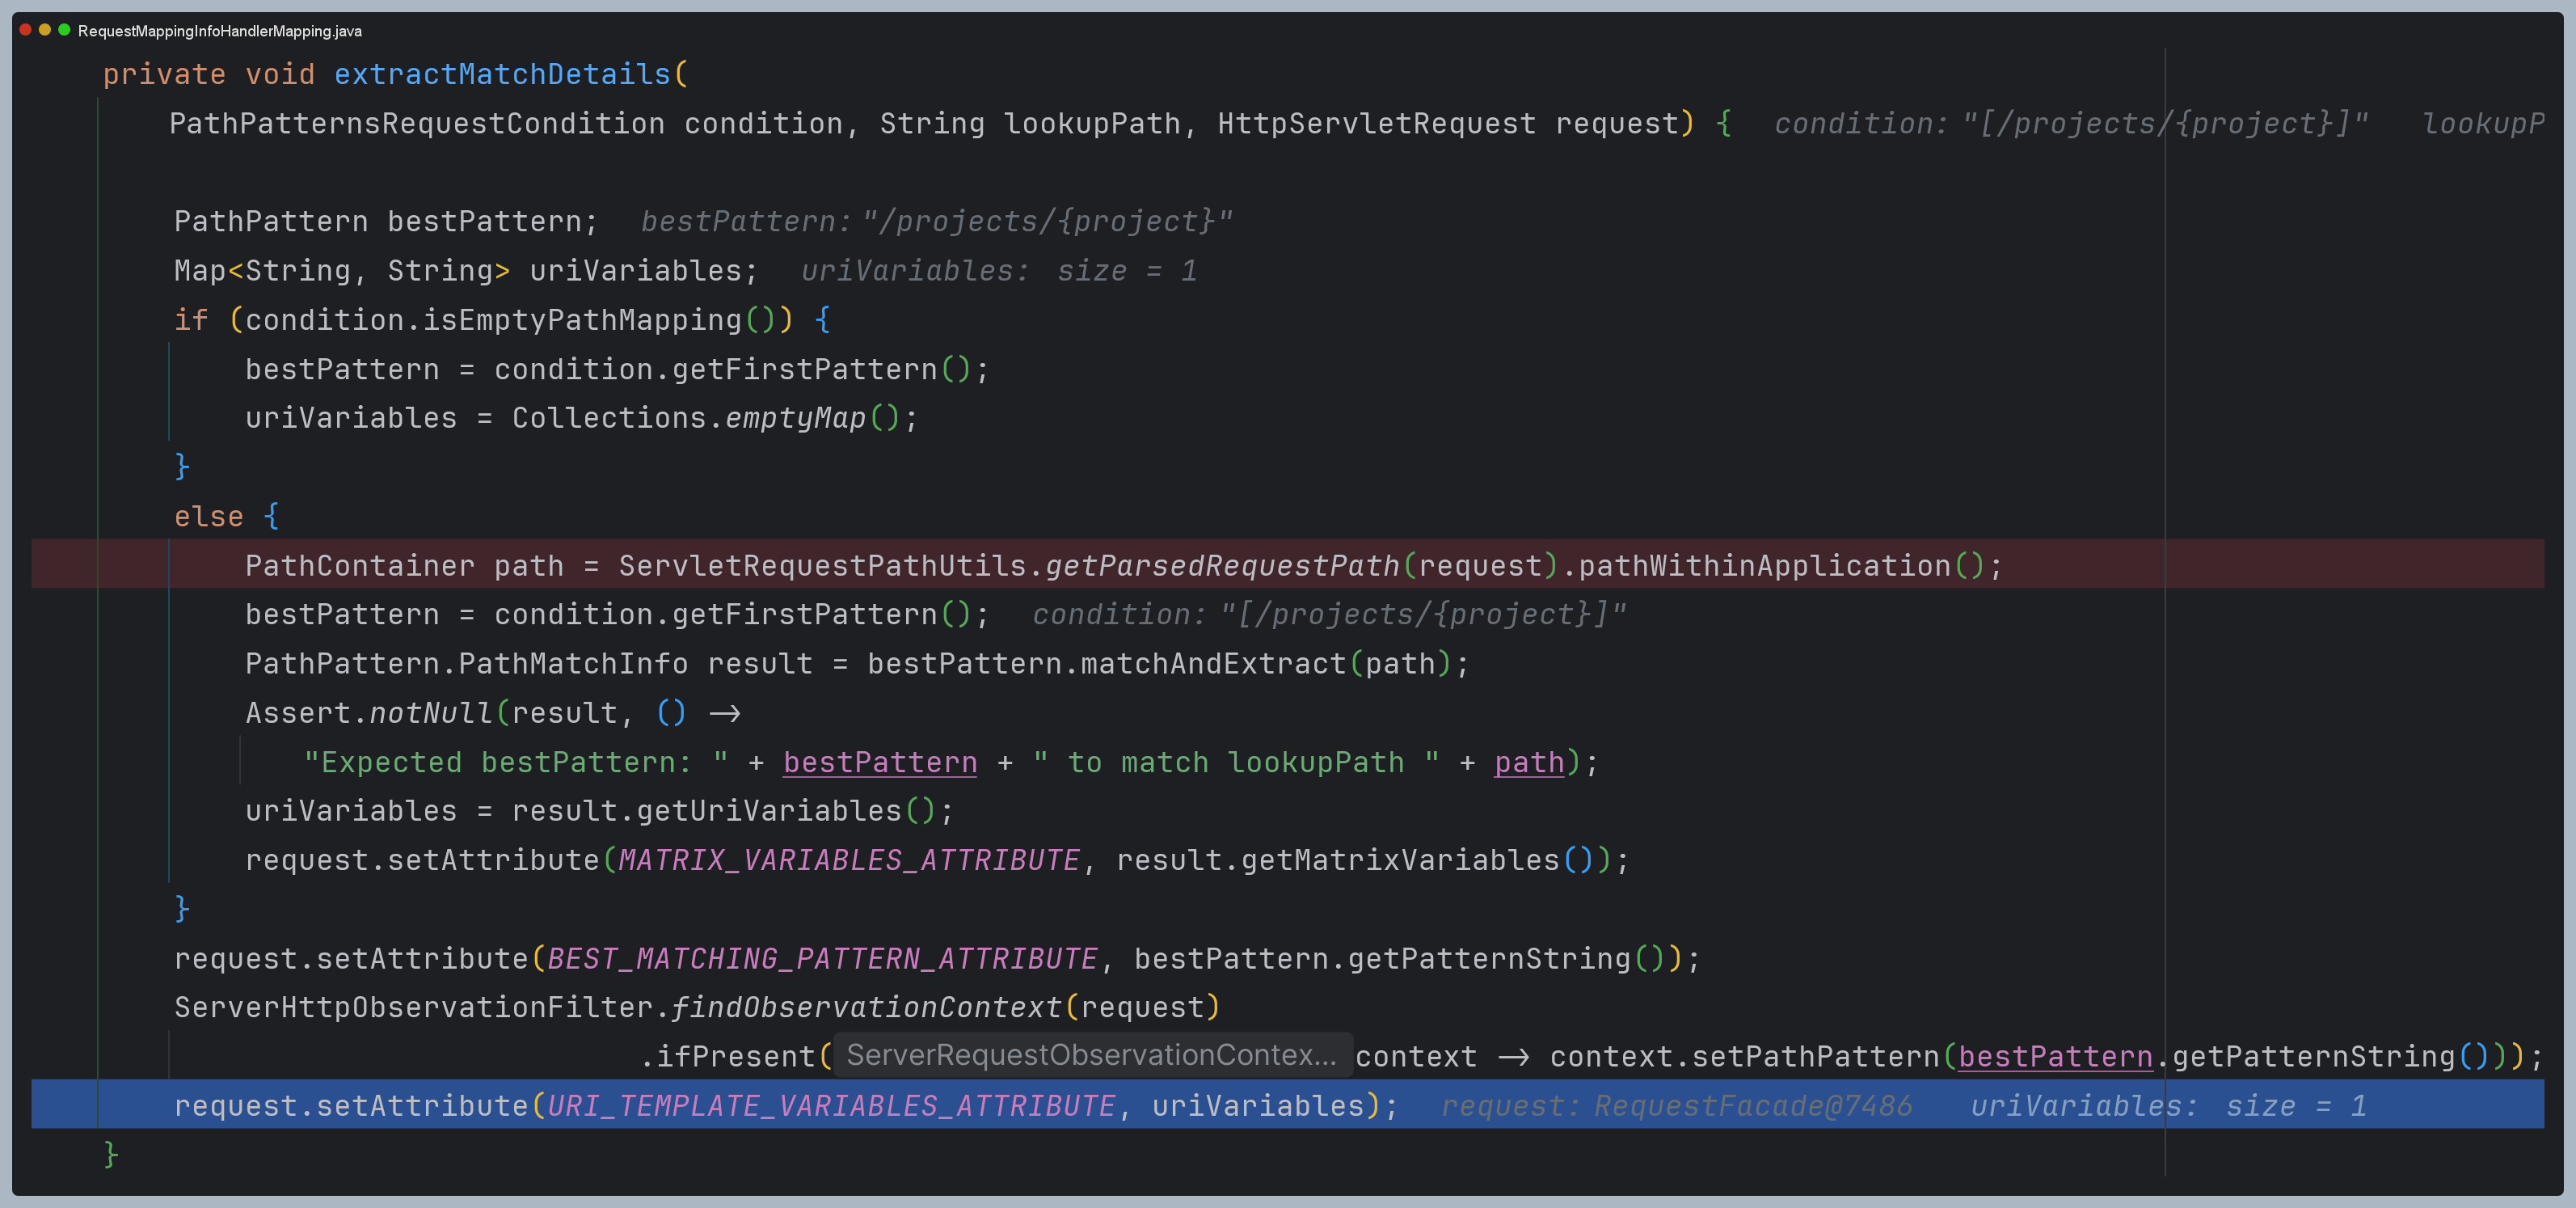 RequestMappingInfoHandlerMapping.java
private void extractMatchDetails(
PathPatternsRequestCondition condition, String lookupPath, HttpServletRequest request) { condition: "[/projects/{project}]" lookupP
PathPattern bestPattern; bestPattern: "/projects/{project}"
Map<String, String> uriVariables; uriVariables: size = 1
if (condition.isEmptyPathMapping()) {
bestPattern = condition.getFirstPattern();
uriVariables = Collections.emptyMap();
}
else {
PathContainer path = ServletRequestPathUtils.getParsedRequestPath(request).pathWithinApplication();
bestPattern = condition.getFirstPattern(); condition: "[/projects/{project}]"
PathPattern.PathMatchInfo result = bestPattern.matchAndExtract(path);
Assert.notNull(result, () →
"Expected bestPattern: " + bestPattern + " to match lookupPath " + path);
uriVariables = result.getUriVariables();
request.setAttribute(MATRIX_VARIABLES_ATTRIBUTE, result.getMatrixVariables());
}
request.setAttribute(BEST_MATCHING_PATTERN_ATTRIBUTE, bestPattern.getPatternString());
ServerHttpObservationFilter.findObservationContext(request)
.ifPresent( ServerRequestObservationContex... context → context.setPathPattern(bestPattern.getPatternString()));
request.setAttribute(URI_TEMPLATE_VARIABLES_ATTRIBUTE, uriVariables); request: RequestFacade@7486 uriVariables: size = 1
}